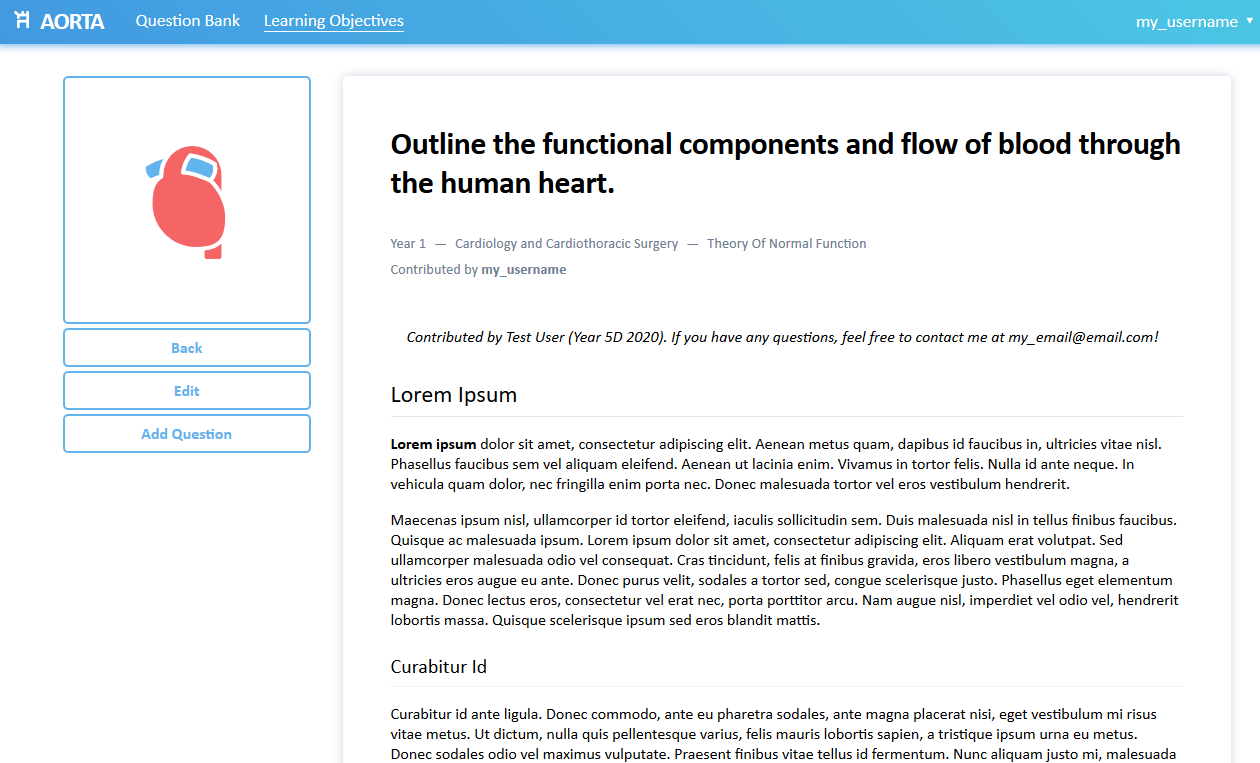 AORTA Question Bank Learning Objectives my_username
Back
Edit
Add Question
Outline the functional components and flow of blood through
the human heart.
Year 1 — Cardiology and Cardiothoracic Surgery — Theory Of Normal Function
Contributed by my_username
Contributed by Test User (Year 5D 2020). If you have any questions, feel free to contact me at my_email@email.com!
Lorem Ipsum
Lorem ipsum dolor sit amet, consectetur adipiscing elit. Aenean metus quam, dapibus id faucibus in, ultricies vitae nisl.
Phasellus faucibus sem vel aliquam eleifend. Aenean ut lacinia enim. Vivamus in tortor felis. Nulla id ante neque. In
vehicula quam dolor, nec fringilla enim porta nec. Donec malesuada tortor vel eros vestibulum hendrerit.
Maecenas ipsum nisl, ullamcorper id tortor eleifend, iaculis sollicitudin sem. Duis malesuada nisl in tellus finibus faucibus.
Quisque ac malesuada ipsum. Lorem ipsum dolor sit amet, consectetur adipiscing elit. Aliquam erat volutpat. Sed
ullamcorper malesuada odio vel consequat. Cras tincidunt, felis at finibus gravida, eros libero vestibulum magna, a
ultricies eros augue eu ante. Donec purus velit, sodales a tortor sed, congue scelerisque justo. Phasellus eget elementum
magna. Donec lectus eros, consectetur vel erat nec, porta porttitor arcu. Nam augue nisl, imperdiet vel odio vel, hendrerit
lobortis massa. Quisque scelerisque ipsum sed eros blandit mattis.
Curabitur Id
Curabitur id ante ligula. Donec commodo, ante eu pharetra sodales, ante magna placerat nisi, eget vestibulum mi risus
vitae metus. Ut dictum, nulla quis pellentesque varius, felis mauris lobortis sapien, a tristique ipsum urna eu metus.
Donec sodales odio vel maximus vulputate. Praesent finibus vitae tellus id fermentum. Nunc aliquam justo mi, malesuada